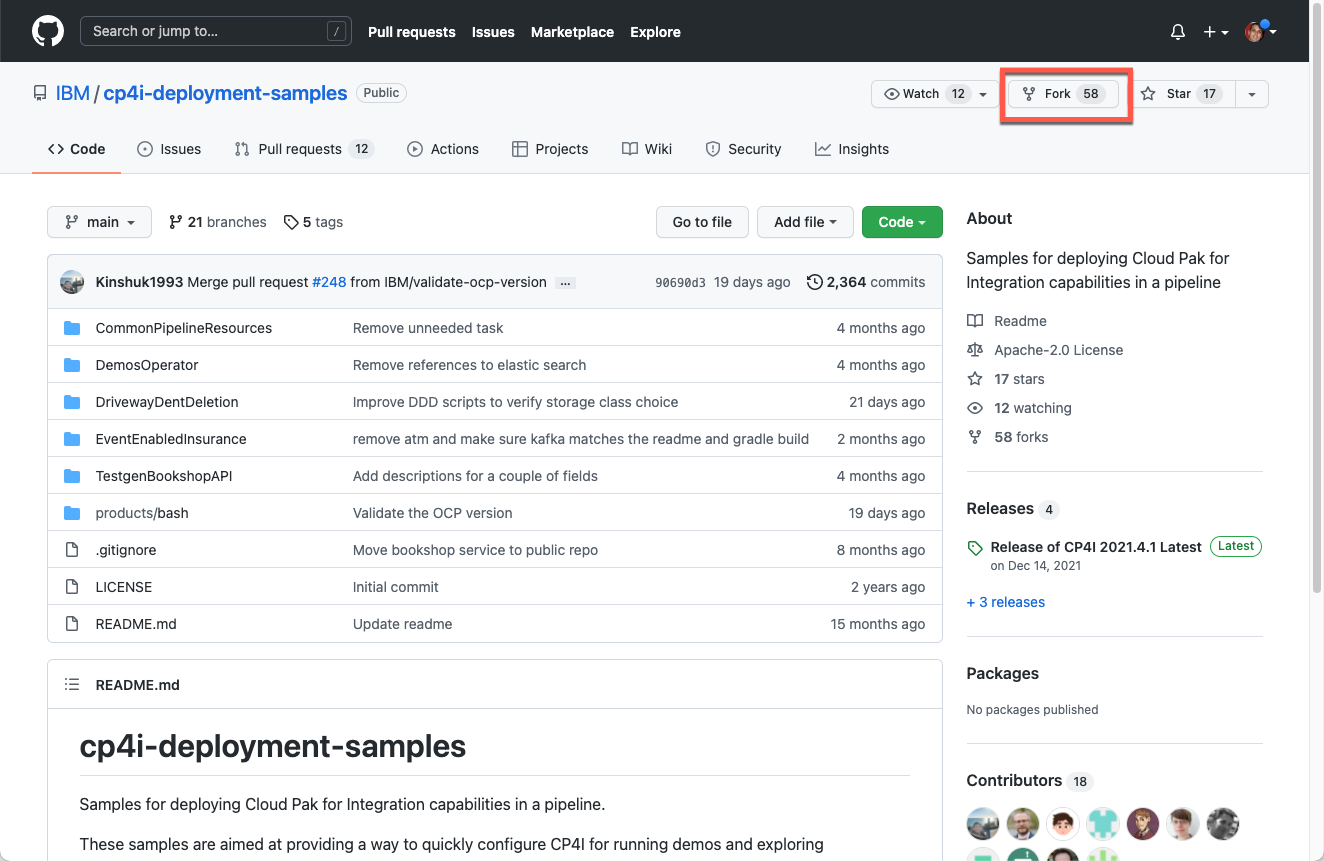 Search or jump to… / Pull requests Issues Marketplace Explore
IBM / cp4i-deployment-samples Public Watch 12 Fork 58 Star 17
Code Issues Pull requests 12 Actions Projects Wiki Security Insights
main 21 branches 5 tags Go to file Add file Code
Kinshuk1993 Merge pull request #248 from IBM/validate-ocp-version … 90690d3 19 days ago 2,364 commits
CommonPipelineResources Remove unneeded task 4 months ago
DemosOperator Remove references to elastic search 4 months ago
DrivewayDentDeletion Improve DDD scripts to verify storage class choice 21 days ago
EventEnabledInsurance remove atm and make sure kafka matches the readme and gradle build 2 months ago
TestgenBookshopAPI Add descriptions for a couple of fields 4 months ago
products/bash Validate the OCP version 19 days ago
.gitignore Move bookshop service to public repo 8 months ago
LICENSE Initial commit 2 years ago
README.md Update readme 15 months ago
README.md
cp4i-deployment-samples
Samples for deploying Cloud Pak for Integration capabilities in a pipeline.
These samples are aimed at providing a way to quickly configure CP4I for running demos and exploring
About
Samples for deploying Cloud Pak for
Integration capabilities in a pipeline
Readme
Apache-2.0 License
17 stars
12 watching
58 forks
Releases 4
Release of CP4I 2021.4.1 Latest Latest
on Dec 14, 2021
+ 3 releases
Packages
No packages published
Contributors 18